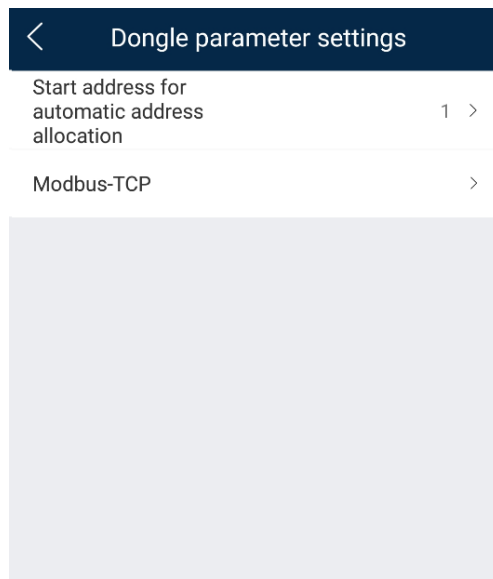 Dongle parameter settings
Start address for
automatic address
allocation
1
Modbus-TCP